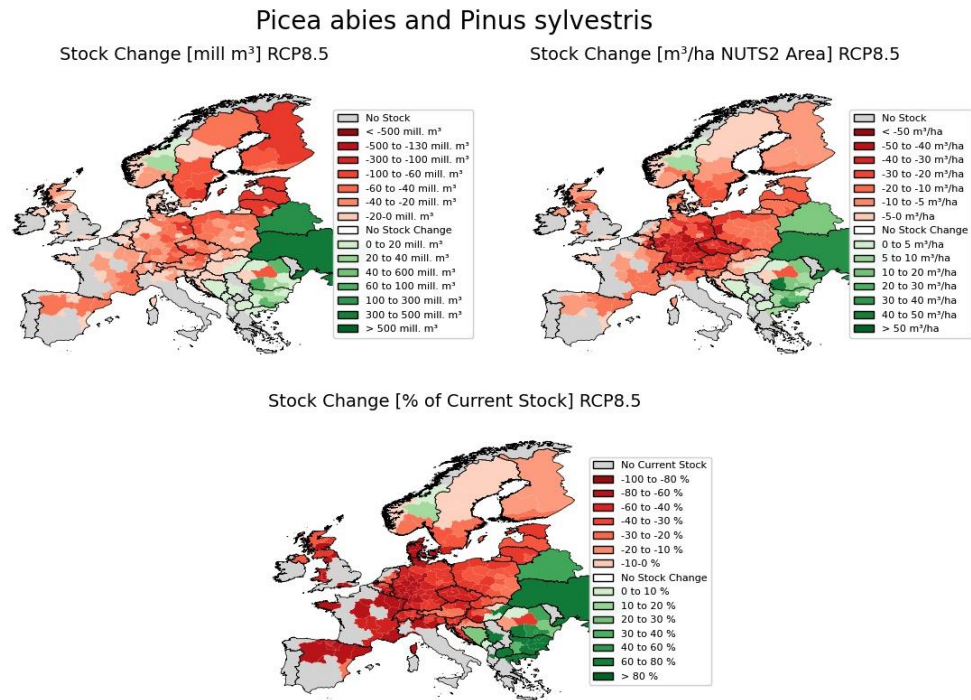 Picea abies and Pinus sylvestris
Stock Change [mill m³] RCP8.5
No Stock
< -500 mill. m³
-500 to -130 mill. m³
-300 to -100 mill. m³
-100 to -60 mill. m³
-60 to -40 mill. m³
-40 to -20 mill. m³
-20-0 mill. m³
No Stock Change
0 to 20 mill. m³
20 to 40 mill. m³
40 to 600 mill. m³
60 to 100 mill. m³
100 to 300 mill. m³
300 to 500 mill. m³
> 500 mill. m³
Stock Change [m³/ha NUTS2 Area] RCP8.5
No Stock
< -50 m³/ha
-50 to -40 m³/ha
-40 to -30 m³/ha
-30 to -20 m³/ha
-20 to -10 m³/ha
-10 to -5 m³/ha
-5-0 m³/ha
No Stock Change
0 to 5 m³/ha
5 to 10 m³/ha
10 to 20 m³/ha
20 to 30 m³/ha
30 to 40 m³/ha
40 to 50 m³/ha
> 50 m³/ha
Stock Change [% of Current Stock] RCP8.5
No Current Stock
-100 to -80 %
-80 to -60 %
-60 to -40 %
-40 to -30 %
-30 to -20 %
-20 to -10 %
-10-0 %
No Stock Change
0 to 10 %
10 to 20 %
20 to 30 %
30 to 40 %
40 to 60 %
60 to 80 %
> 80 %